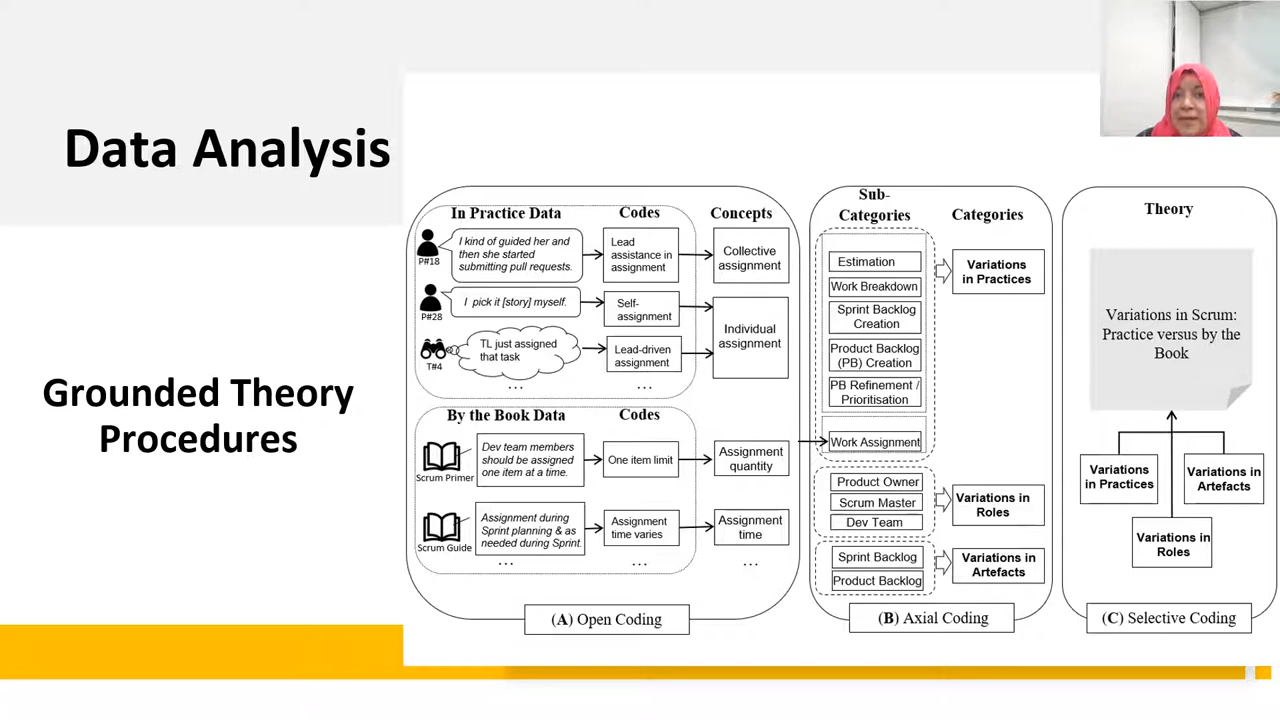 Data Analysis
Grounded Theory
Procedures
In Practice Data
Codes
Concepts
P#18
I kind of guided her and
then she started
submitting pull requests.
Lead
assistance in
assignment
Collective
assignment
P#28
I pick it [story] myself.
Self-
assignment
Individual
assignment
T#4
TL just assigned
that task
Lead-driven
assignment
...
...
By the Book Data
Codes
Scrum Primer
Dev team members
should be assigned
one item at a time.
One item limit
Assignment
quantity
Scrum Guide
Assignment during
Sprint planning & as
needed during Sprint.
Assignment
time varies
Assignment
time
...
...
...
(A) Open Coding
Sub-
Categories
Categories
Estimation
Work Breakdown
Sprint Backlog
Creation
Product Backlog
(PB) Creation
PB Refinement /
Prioritisation
Work Assignment
Variations
in Practices
Product Owner
Scrum Master
Dev Team
Variations in
Roles
Sprint Backlog
Product Backlog
Variations in
Artefacts
(B) Axial Coding
Theory
Variations in Scrum:
Practice versus by the
Book
Variations
in Practices
Variations in
Artefacts
Variations
in Roles
(C) Selective Coding